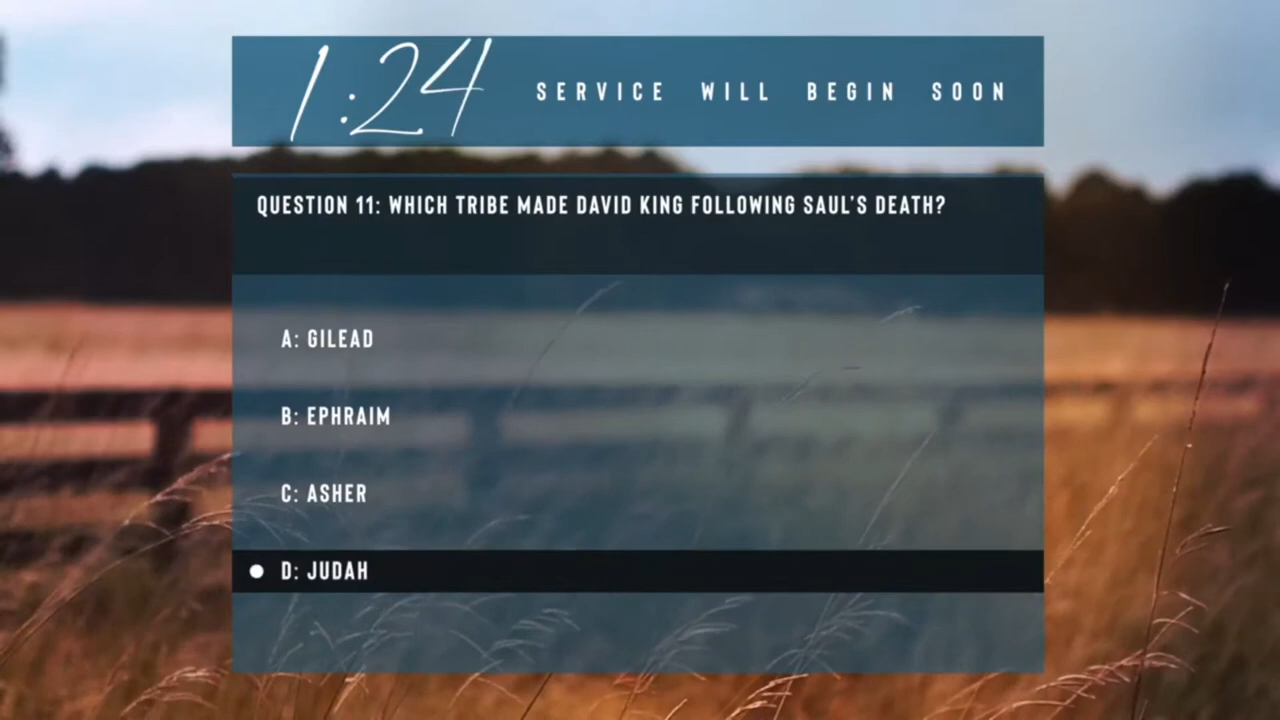 1:24
SERVICE WILL BEGIN SOON
QUESTION 11: WHICH TRIBE MADE DAVID KING FOLLOWING SAUL'S DEATH?
A: GILEAD
B: EPHRAIM
C: ASHER
D: JUDAH